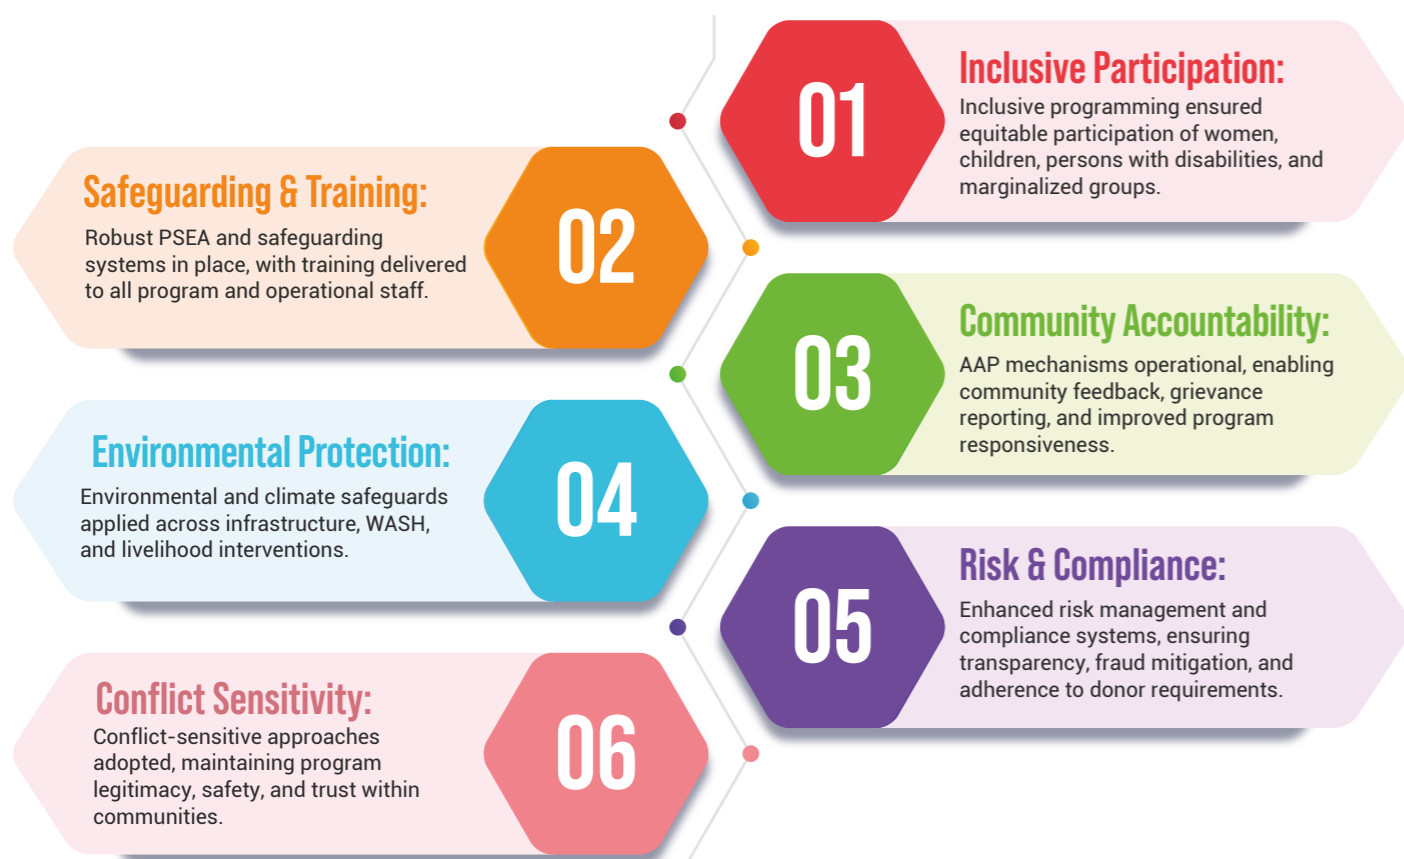 01
Inclusive Participation:
Inclusive programming ensured
equitable participation of women,
children, persons with disabilities, and
marginalized groups.
02
Safeguarding & Training:
Robust PSEA and safeguarding
systems in place, with training delivered
to all program and operational staff.
03
Community Accountability:
AAP mechanisms operational, enabling
community feedback, grievance
reporting, and improved program
responsiveness.
04
Environmental Protection:
Environmental and climate safeguards
applied across infrastructure, WASH,
and livelihood interventions.
05
Risk & Compliance:
Enhanced risk management and
compliance systems, ensuring
transparency, fraud mitigation, and
adherence to donor requirements.
06
Conflict Sensitivity:
Conflict-sensitive approaches
adopted, maintaining program
legitimacy, safety, and trust within
communities.